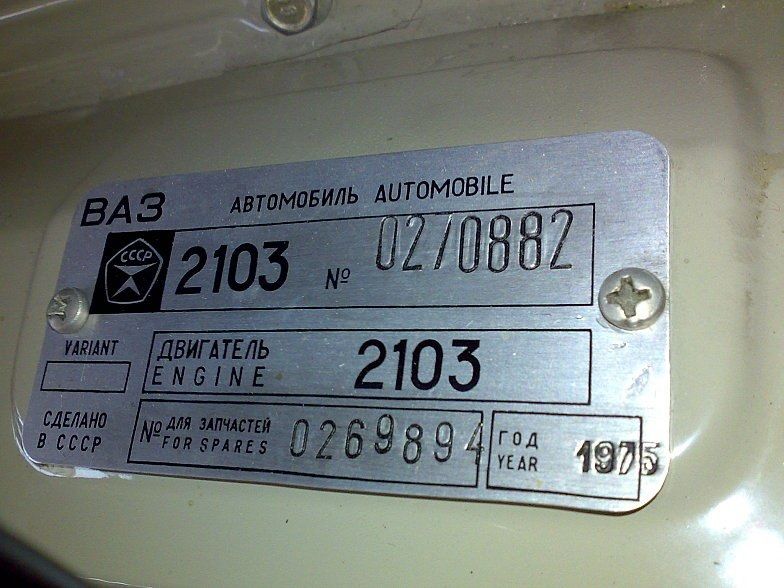 ВАЗ АВТОМОБИЛЬ AUTOMOBILE
СССР 2103 № 0270882
VARIANT
ДВИГАТЕЛЬ
ENGINE 2103
СДЕЛАНО
В СССР
№ ДЛЯ ЗАПЧАСТЕЙ
FOR SPARES 0269894
ГОД
YEAR 1975